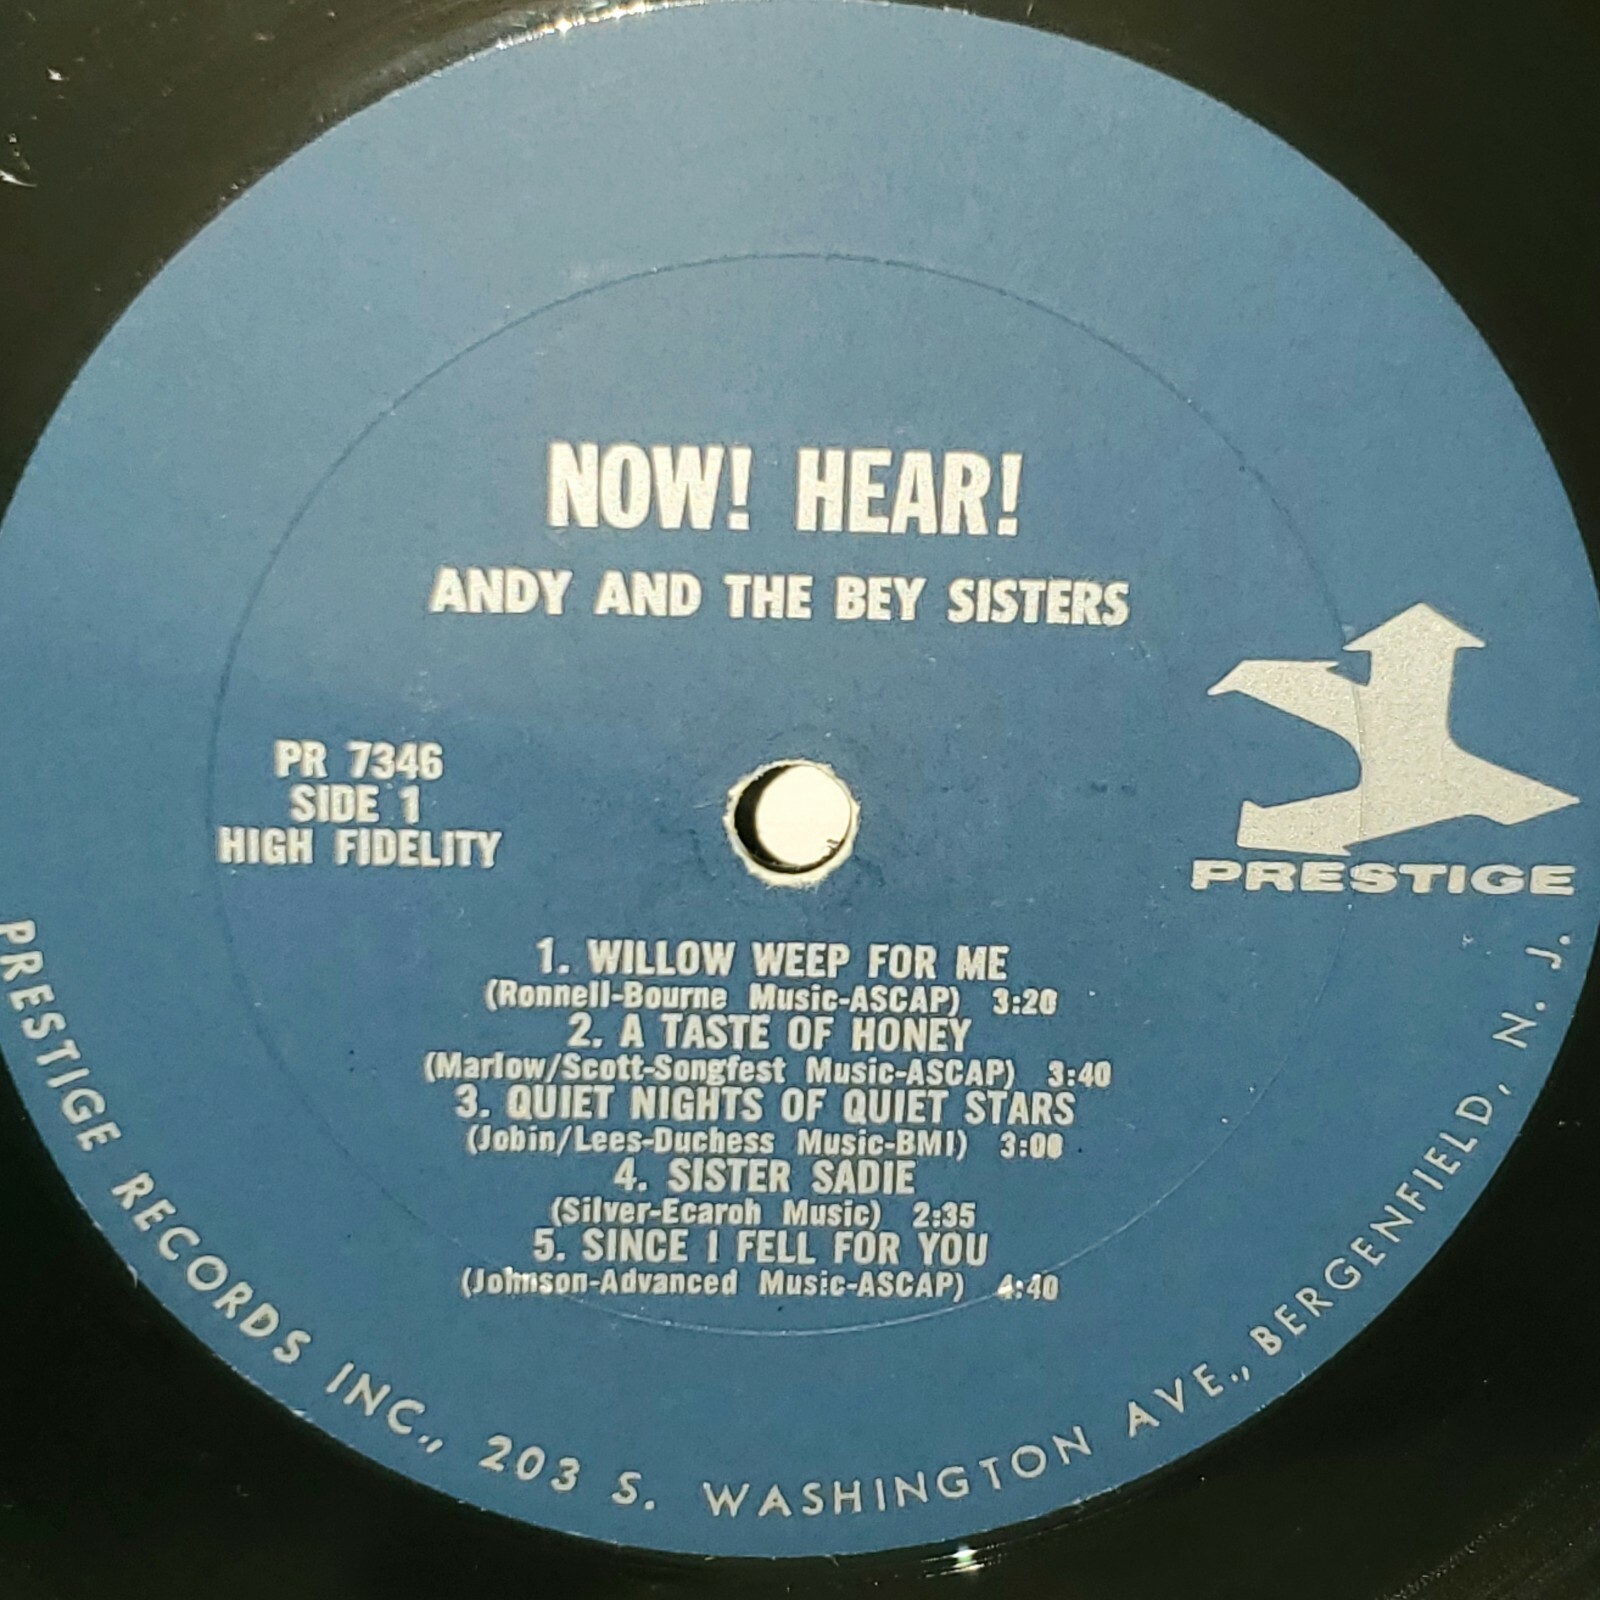 NOW! HEAR!
ANDY AND THE BEY SISTERS
PR 7346
SIDE 1
HIGH FIDELITY
PRESTIGE
1. WILLOW WEEP FOR ME
(Ronnell-Bourne Music-ASCAP) 3:20
2. A TASTE OF HONEY
(Marlow/Scott-Songfest Music-ASCAP) 3:40
3. QUIET NIGHTS OF QUIET STARS
(Jobin/Lees-Duchess Music-BMI) 3:00
4. SISTER SADIE
(Silver-Ecaroh Music) 2:35
5. SINCE I FELL FOR YOU
(Johnson-Advanced Music-ASCAP) 4:40
PRESTIGE RECORDS INC., 203 S. WASHINGTON AVE., BERGENFIELD, N. J.